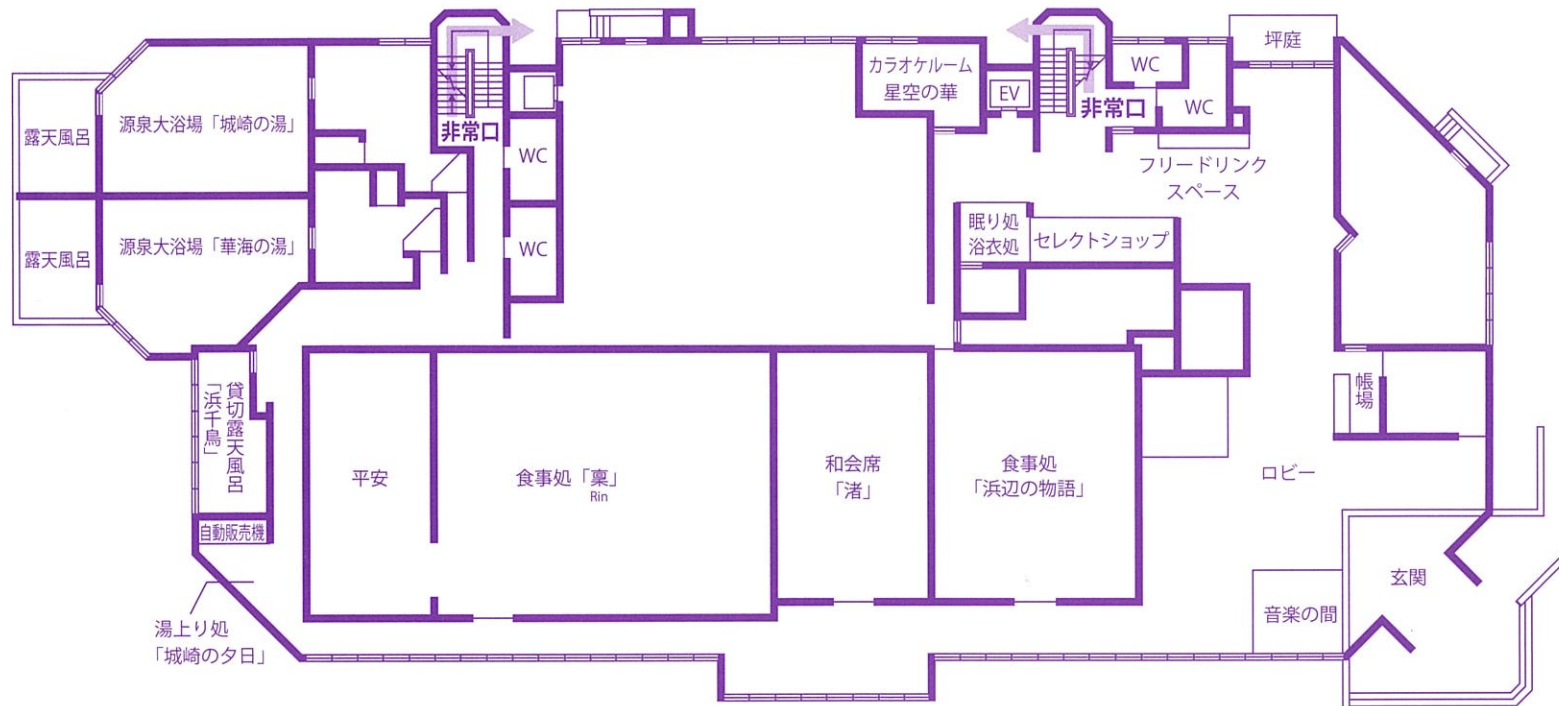 坪庭
カラオケルーム
星空の華
EV
非常口
WC
WC
露天風呂
源泉大浴場「城崎の湯」
非常口
WC
フリードリンク
スペース
露天風呂
源泉大浴場「華海の湯」
WC
眠り処
浴衣処
セレクトショップ
貸切露天風呂
「浜千鳥」
帳場
平安
食事処「稟」
Rin
和会席
「渚」
食事処
「浜辺の物語」
ロビー
自動販売機
玄関
音楽の間
湯上り処
「城崎の夕日」